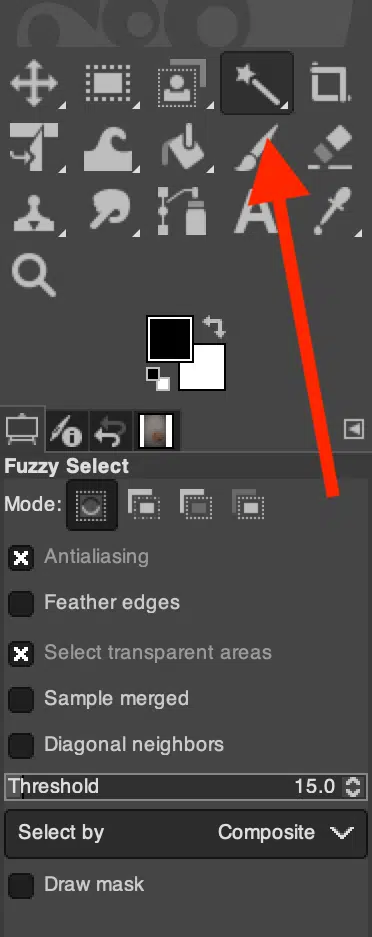 Fuzzy Select
Mode:
Antialiasing
Feather edges
Select transparent areas
Sample merged
Diagonal neighbors
Threshold 15.0
Select by Composite
Draw mask